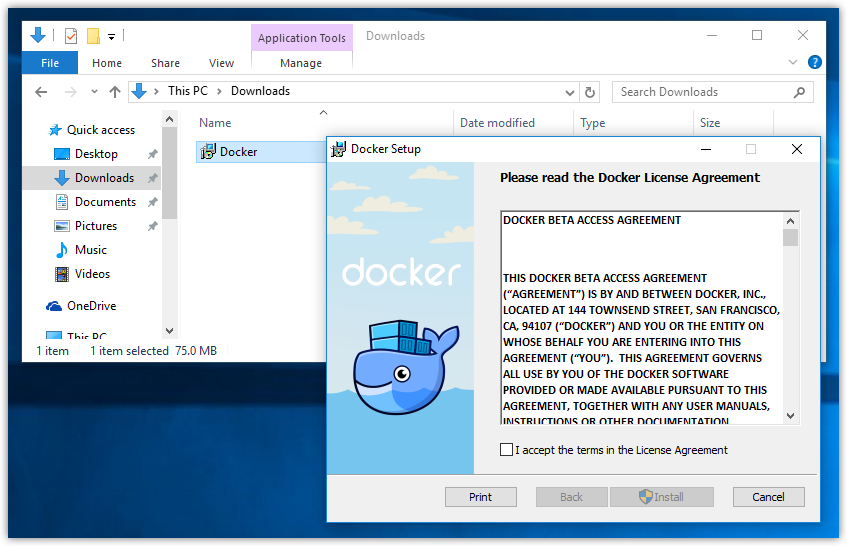 Application Tools
Downloads
File
Home
Share
View
Manage
This PC
Downloads
Search Downloads
Quick access
Desktop
Downloads
Documents
Pictures
Music
Videos
OneDrive
This PC
Name
Date modified
Type
Size
Docker
1 item
1 item selected 75.0 MB
Docker Setup
docker
Please read the Docker License Agreement
DOCKER BETA ACCESS AGREEMENT
THIS DOCKER BETA ACCESS AGREEMENT
(“AGREEMENT”) IS BY AND BETWEEN DOCKER, INC.,
LOCATED AT 144 TOWNSEND STREET, SAN FRANCISCO,
CA, 94107 (“DOCKER”) AND YOU OR THE ENTITY ON
WHOSE BEHALF YOU ARE ENTERING INTO THIS
AGREEMENT (“YOU”).  THIS AGREEMENT GOVERNS
ALL USE BY YOU OF THE DOCKER SOFTWARE
PROVIDED OR MADE AVAILABLE PURSUANT TO THIS
AGREEMENT, TOGETHER WITH ANY USER MANUALS,
INSTRUCTIONS OR OTHER DOCUMENTATION
I accept the terms in the License Agreement
Print
Back
Install
Cancel